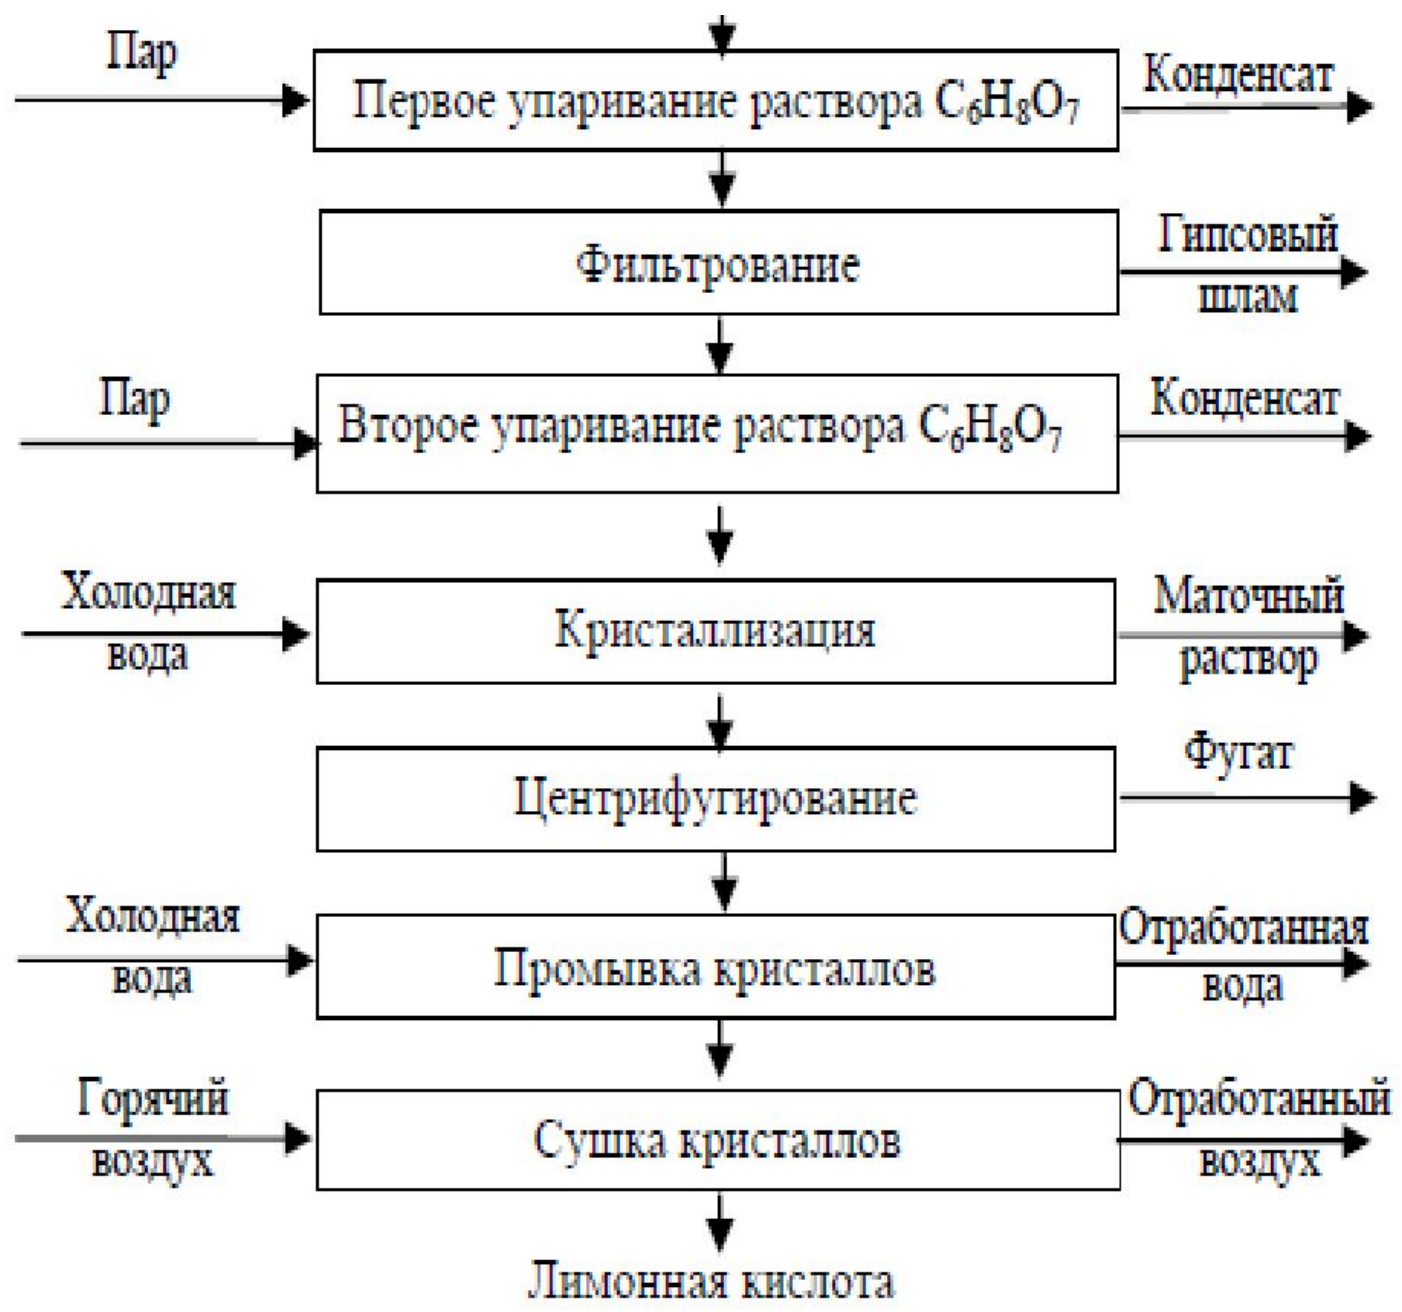 Пар
Первое упаривание раствора C₆H₈O₇
Конденсат
Фильтрование
Гипсовый
шлам
Пар
Второе упаривание раствора C₆H₈O₇
Конденсат
Холодная
вода
Кристаллизация
Маточный
раствор
Центрифугирование
Фугат
Холодная
вода
Промывка кристаллов
Отработанная
вода
Горячий
воздух
Сушка кристаллов
Отработанный
воздух
Лимонная кислота